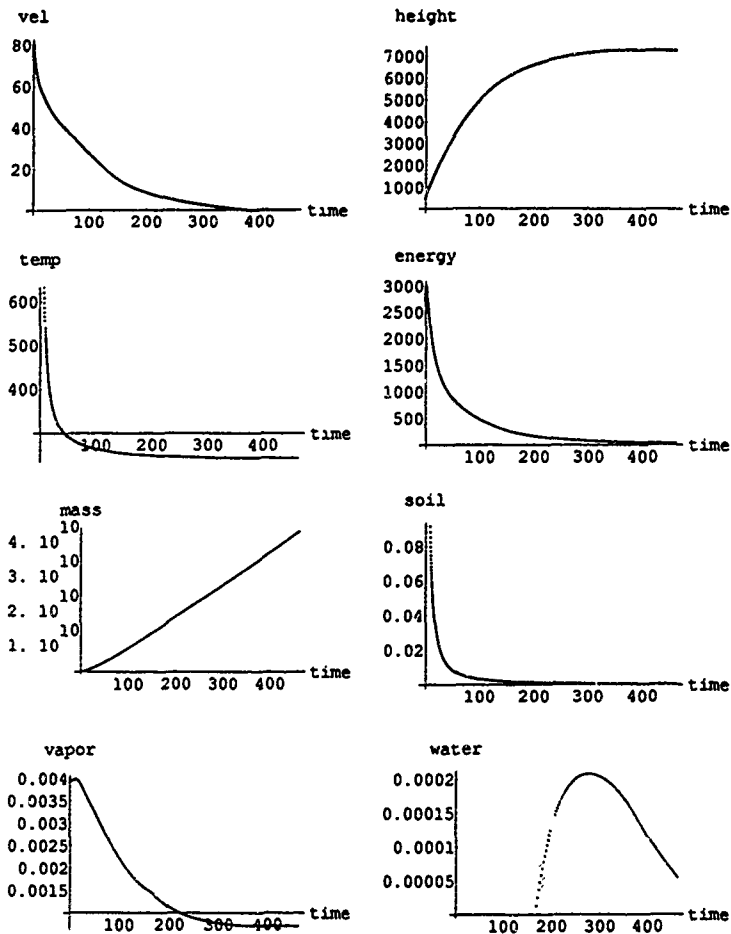 vel
80
60
40
20
100 200 300 400 time
height
7000
6000
5000
4000
3000
2000
1000
100 200 300 400 time
temp
600
500
400
100 200 300 400 time
energy
3000
2500
2000
1500
1000
500
100 200 300 400 time
mass
4. 10 10
3. 10 10
2. 10 10
1. 10 10
100 200 300 400 time
soil
0.08
0.06
0.04
0.02
100 200 300 400 time
vapor
0.004
0.0035
0.003
0.0025
0.002
0.0015
100 200 300 400 time
water
0.0002
0.00015
0.0001
0.00005
100 200 300 400 time